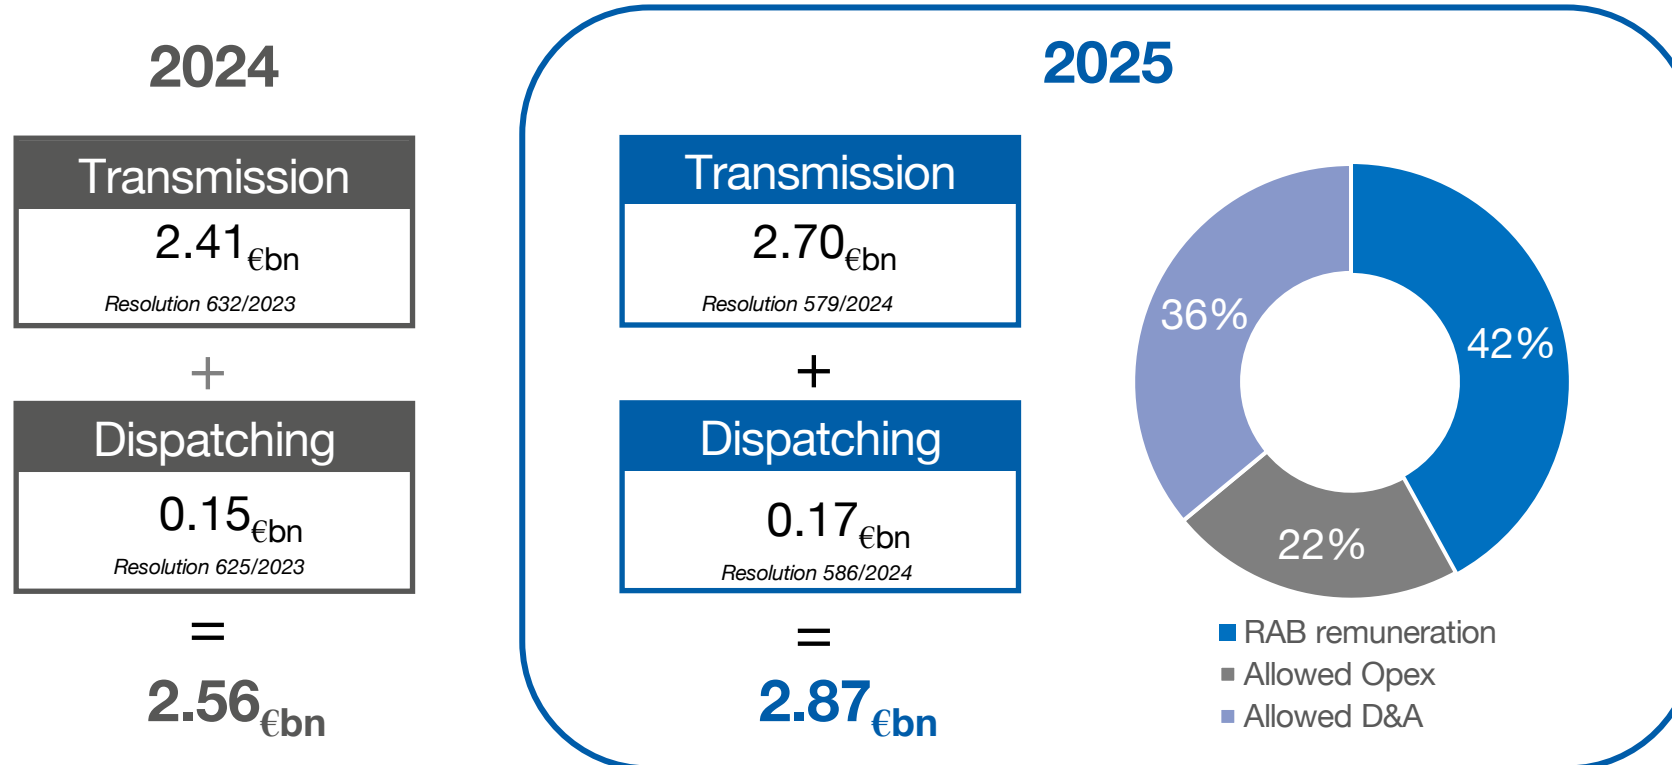 2024
Transmission
2.41€bn
Resolution 632/2023
+
Dispatching
0.15€bn
Resolution 625/2023
=
2.56€bn
2025
Transmission
2.70€bn
Resolution 579/2024
+
Dispatching
0.17€bn
Resolution 586/2024
=
2.87€bn
36%
42%
22%
RAB remuneration
Allowed Opex
Allowed D&A